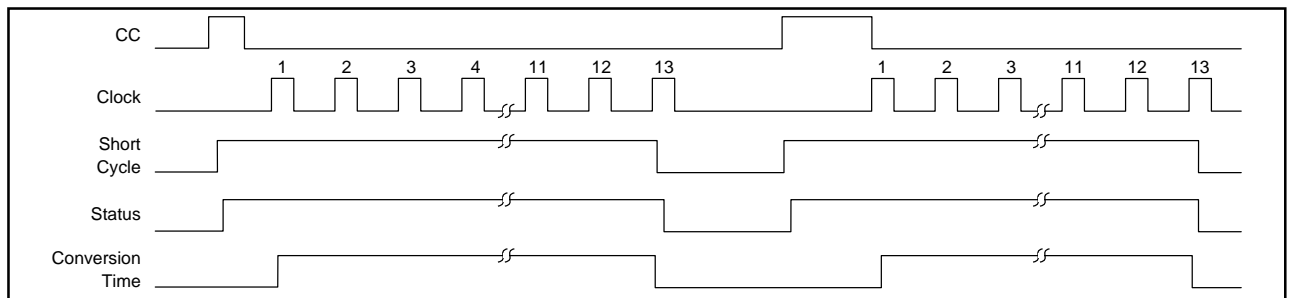 CC
1 2 3 4 11 12 13 1 2 3 11 12 13
Clock
Short
Cycle
Status
Conversion
Time